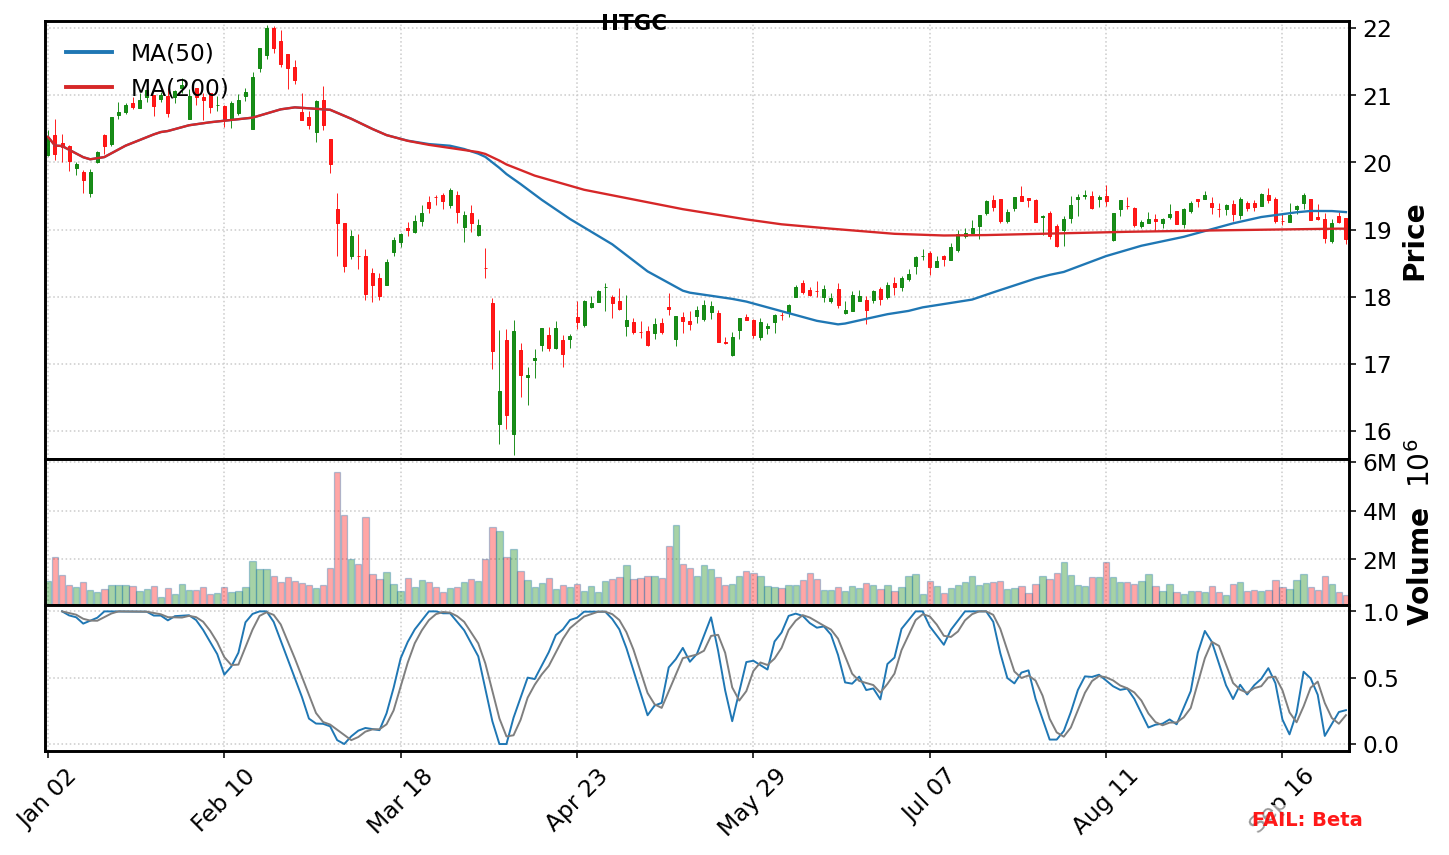 HTGC
MA(50)
MA(200)
22
21
20
19
18
17
16
Price
6M
4M
2M
Volume 10^6
1.0
0.5
0.0
Jan 02
Feb 10
Mar 18
Apr 23
May 29
Jul 07
Aug 11
Sep 16
FAIL: Beta